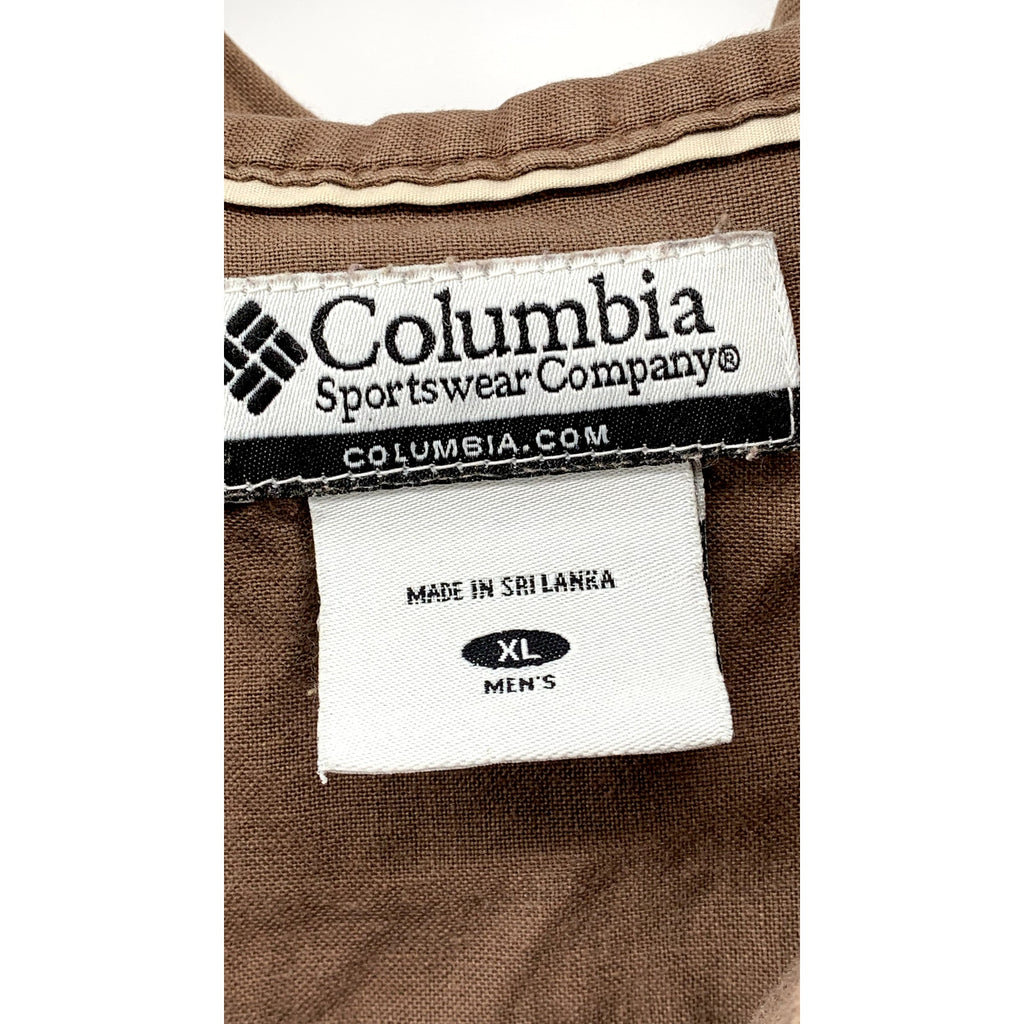 Columbia
Sportswear Company®
COLUMBIA.COM
MADE IN SRI LANKA
XL
MEN'S